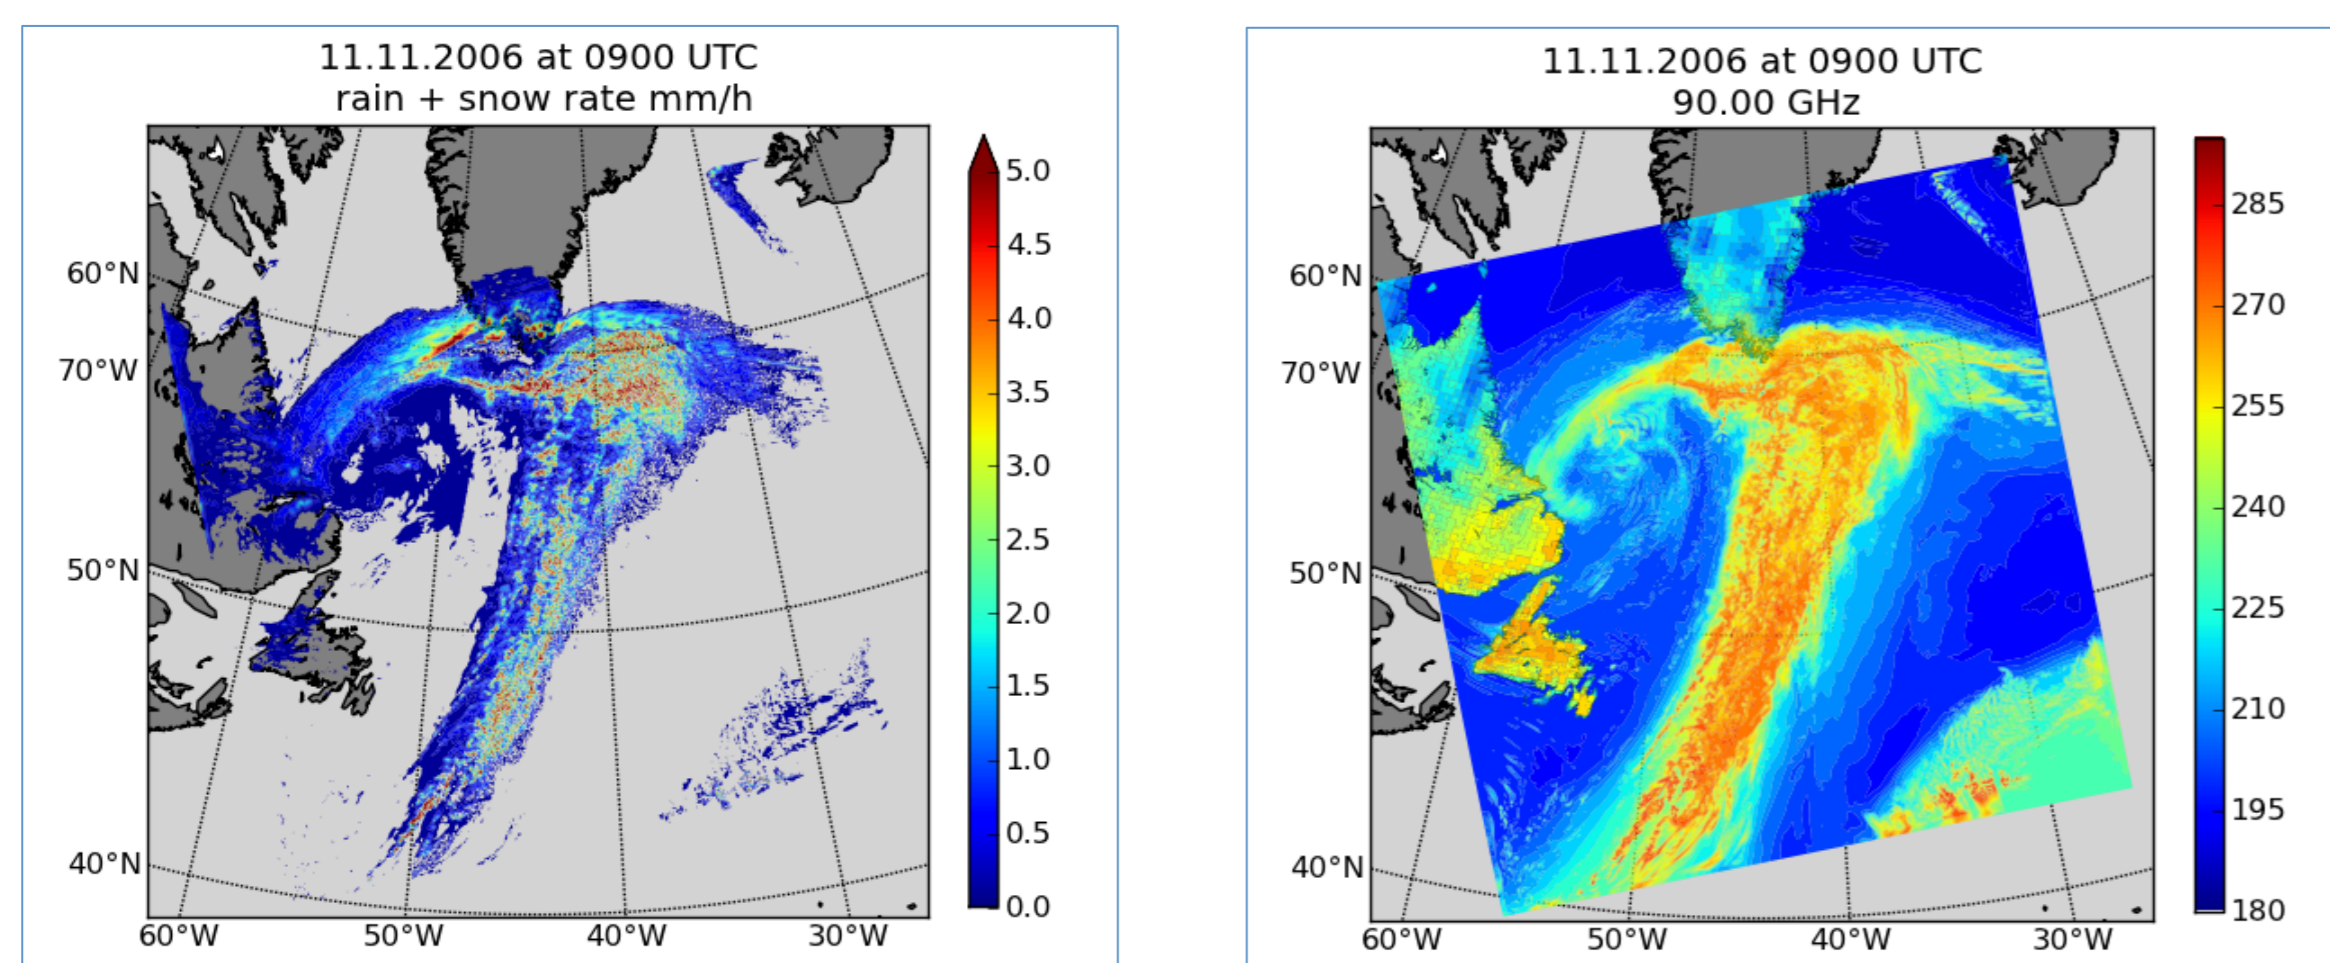 11.11.2006 at 0900 UTC
rain + snow rate mm/h
60°N
70°W
50°N
40°N
60°W
50°W
40°W
30°W
5.0
4.5
4.0
3.5
3.0
2.5
2.0
1.5
1.0
0.5
0.0
11.11.2006 at 0900 UTC
90.00 GHz
60°N
70°W
50°N
40°N
60°W
50°W
40°W
30°W
285
270
255
240
225
210
195
180